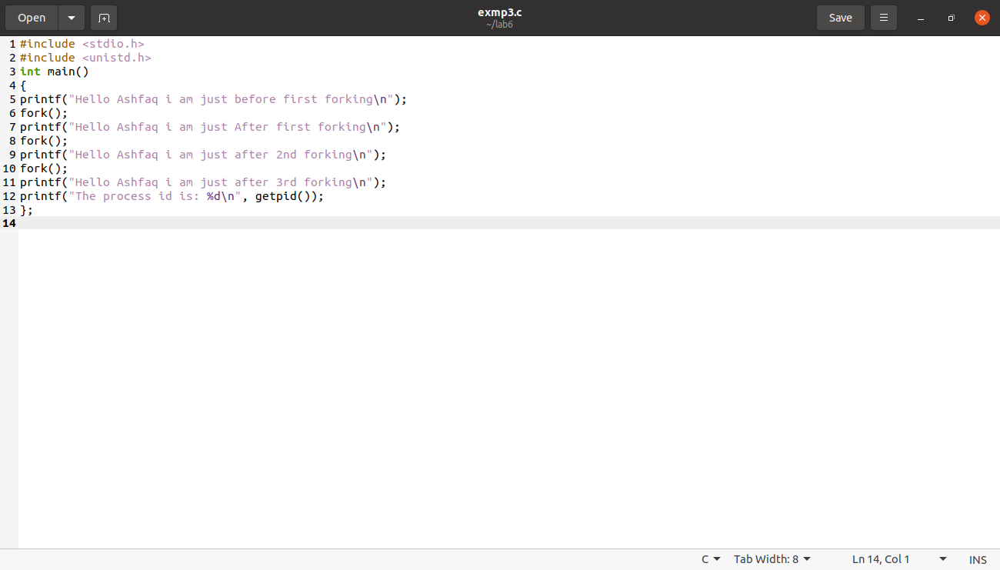 Open
exmp3.c
~/lab6
Save
1 #include <stdio.h>
2 #include <unistd.h>
3 int main()
4 {
5 printf("Hello Ashfaq i am just before first forking\n");
6 fork();
7 printf("Hello Ashfaq i am just After first forking\n");
8 fork();
9 printf("Hello Ashfaq i am just after 2nd forking\n");
10 fork();
11 printf("Hello Ashfaq i am just after 3rd forking\n");
12 printf("The process id is: %d\n", getpid());
13 };
14
C Tab Width: 8 Ln 14, Col 1 INS